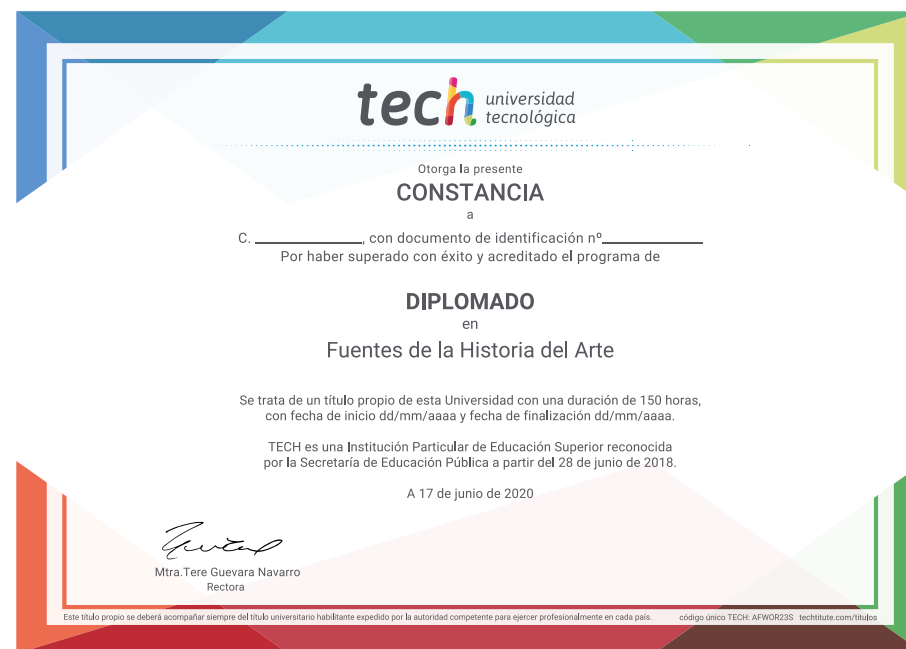 tech universidad
tecnológica
Otorga la presente
CONSTANCIA
a
C. ______________, con documento de identificación nº______________
Por haber superado con éxito y acreditado el programa de
DIPLOMADO
en
Fuentes de la Historia del Arte
Se trata de un título propio de esta Universidad con una duración de 150 horas,
con fecha de inicio dd/mm/aaaa y fecha de finalización dd/mm/aaaa.
TECH es una Institución Particular de Educación Superior reconocida
por la Secretaría de Educación Pública a partir del 28 de junio de 2018.
A 17 de junio de 2020
Mtra.Tere Guevara Navarro
Rectora
Este título propio se deberá acompañar siempre del título universitario habilitante expedido por la autoridad competente para ejercer profesionalmente en cada país. código único TECH: AFWOR23S techtitute.com/titulos